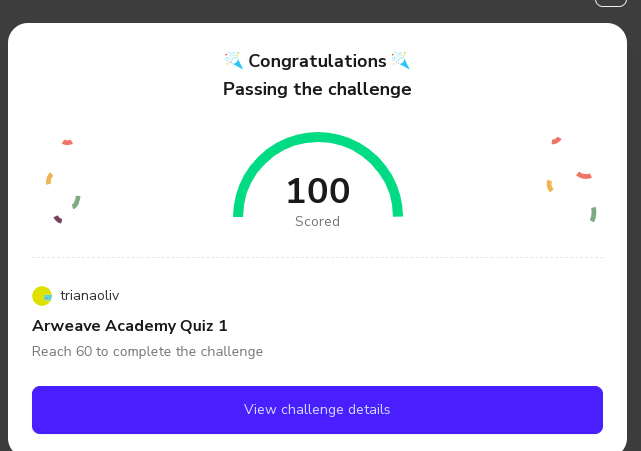 Congratulations
Passing the challenge
100
Scored
trianaoliv
Arweave Academy Quiz 1
Reach 60 to complete the challenge
View challenge details